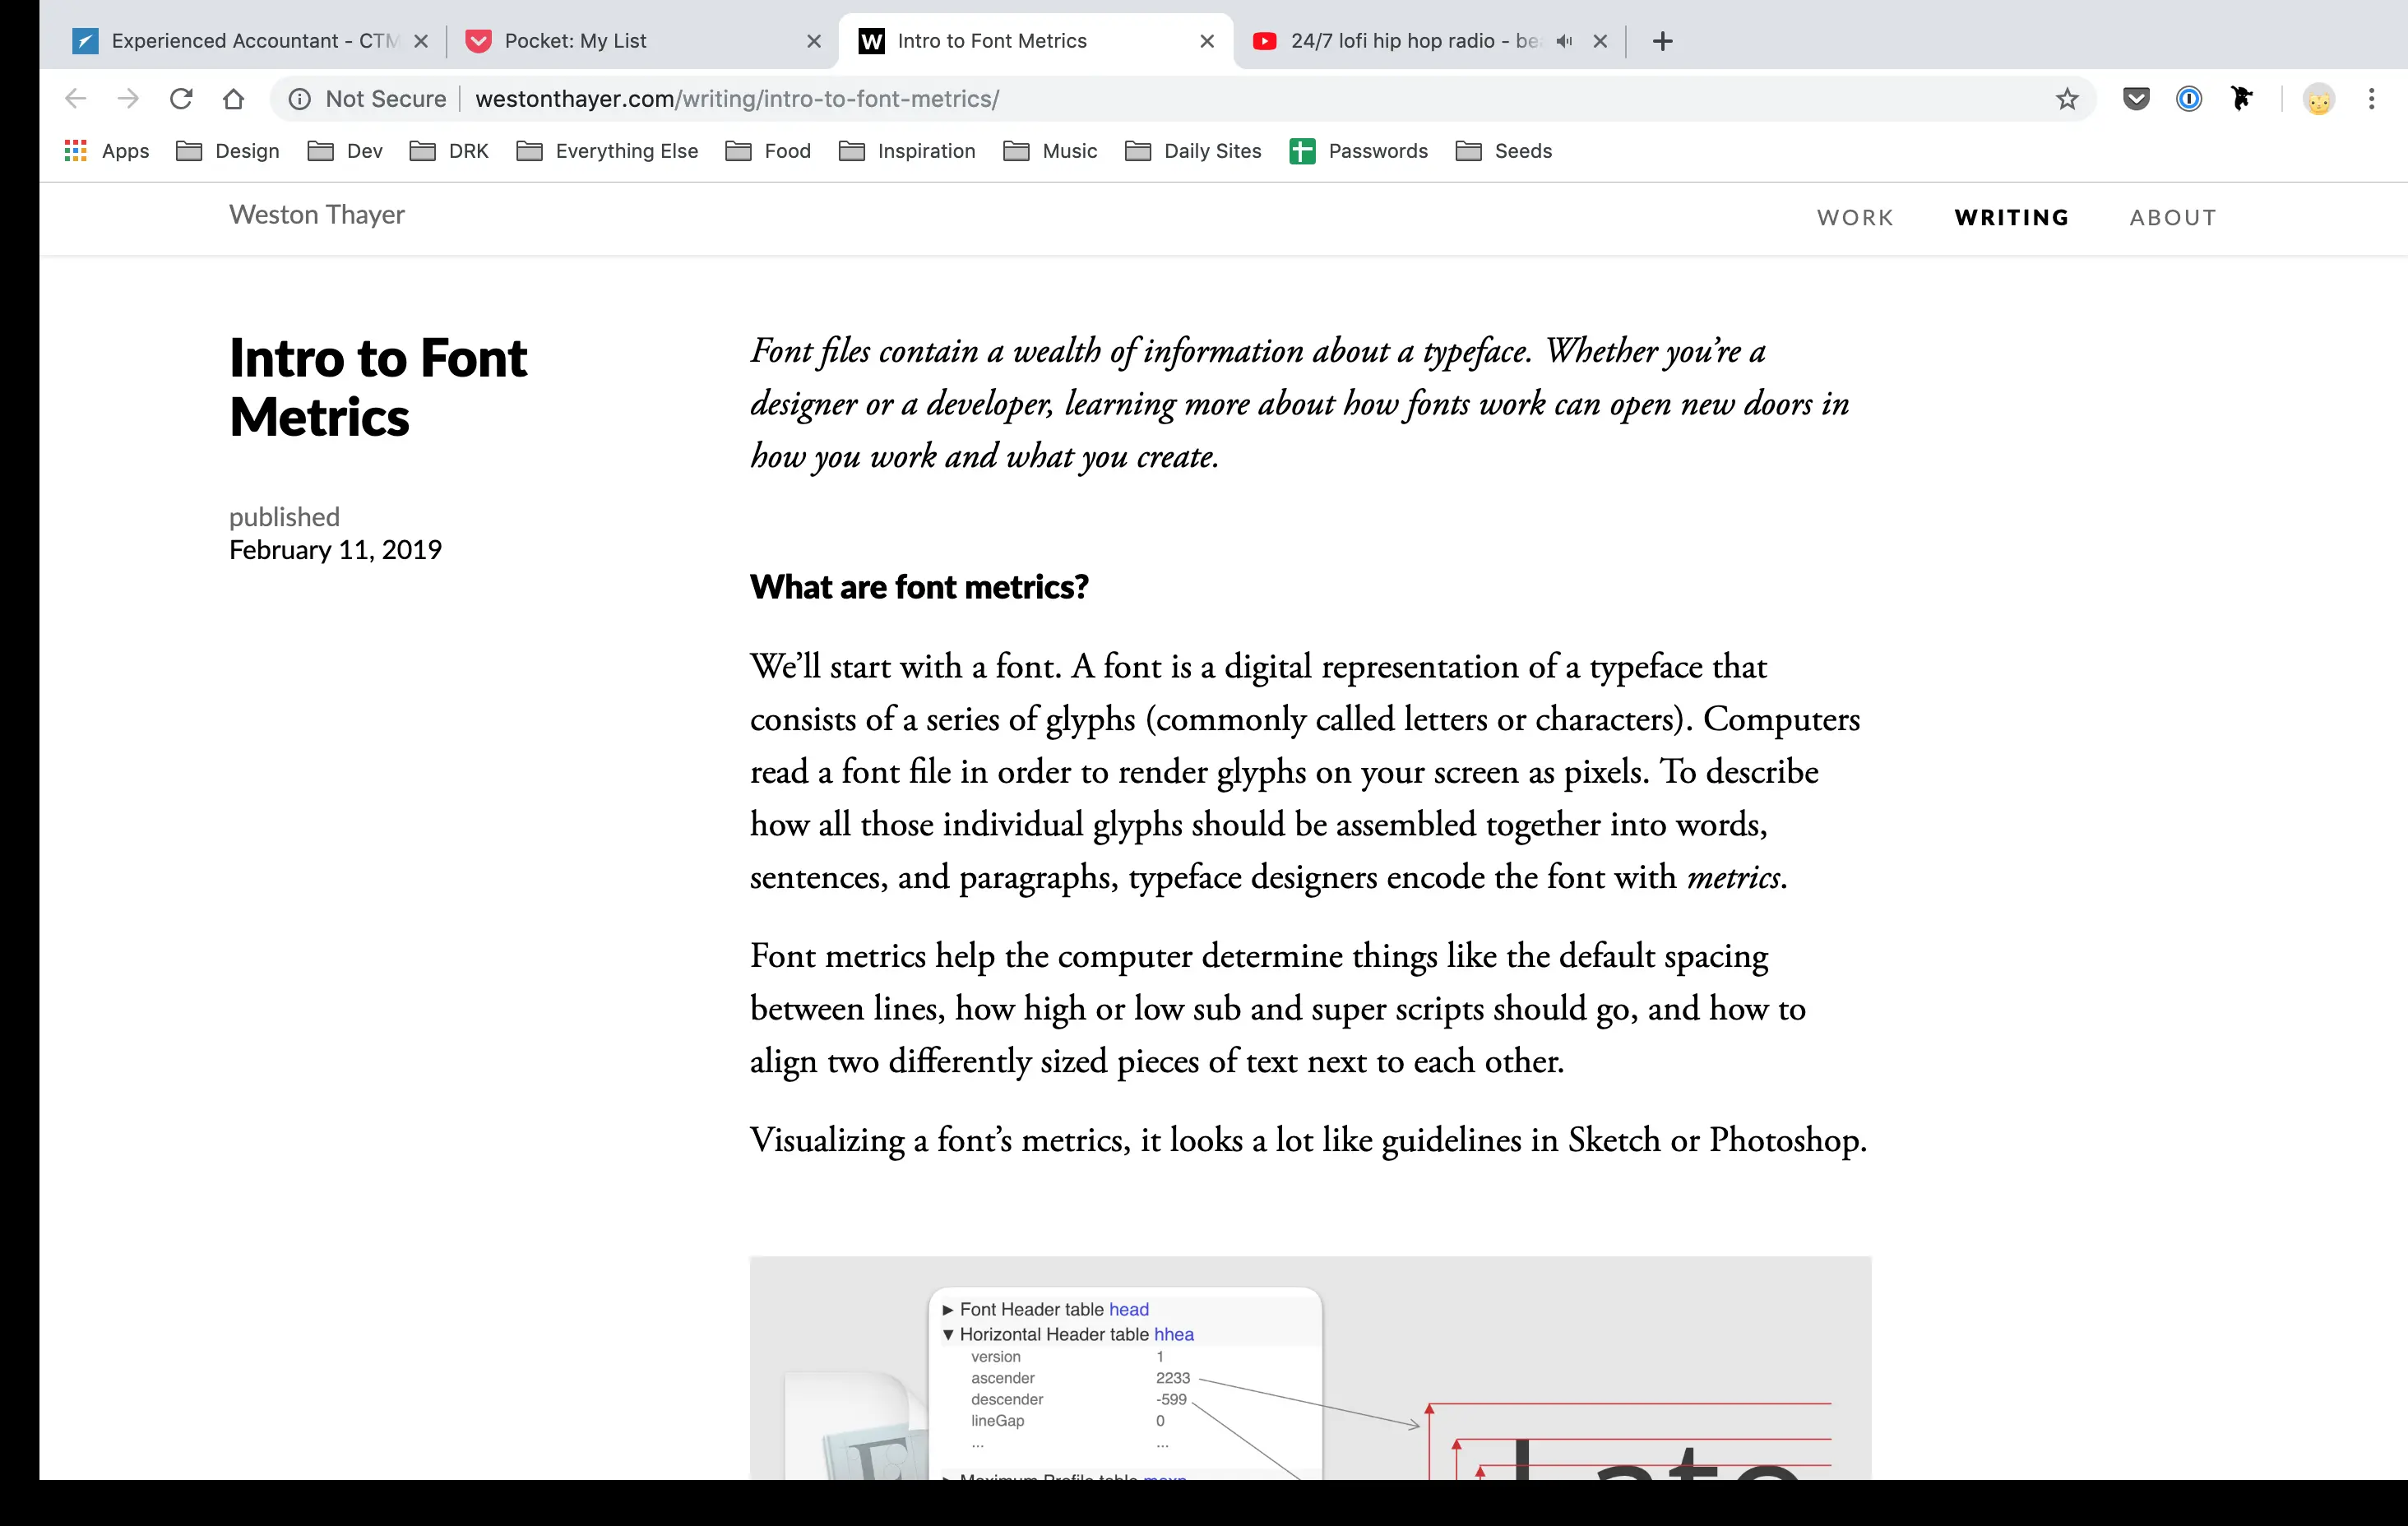 Experienced Accountant - CTM
Pocket: My List
W Intro to Font Metrics
24/7 lofi hip hop radio - bea
Not Secure westonthayer.com/writing/intro-to-font-metrics/
Apps Design Dev DRK Everything Else Food Inspiration Music Daily Sites Passwords Seeds
Weston Thayer
WORK WRITING ABOUT
Intro to Font
Metrics
published
February 11, 2019
Font files contain a wealth of information about a typeface. Whether you’re a
designer or a developer, learning more about how fonts work can open new doors in
how you work and what you create.
What are font metrics?
We’ll start with a font. A font is a digital representation of a typeface that
consists of a series of glyphs (commonly called letters or characters). Computers
read a font file in order to render glyphs on your screen as pixels. To describe
how all those individual glyphs should be assembled together into words,
sentences, and paragraphs, typeface designers encode the font with metrics.
Font metrics help the computer determine things like the default spacing
between lines, how high or low sub and super scripts should go, and how to
align two differently sized pieces of text next to each other.
Visualizing a font’s metrics, it looks a lot like guidelines in Sketch or Photoshop.
Font Header table head
Horizontal Header table hhea
version 1
ascender 2233
descender -599
lineGap 0
... ...
Maximum Profile table maxp
F
Lato